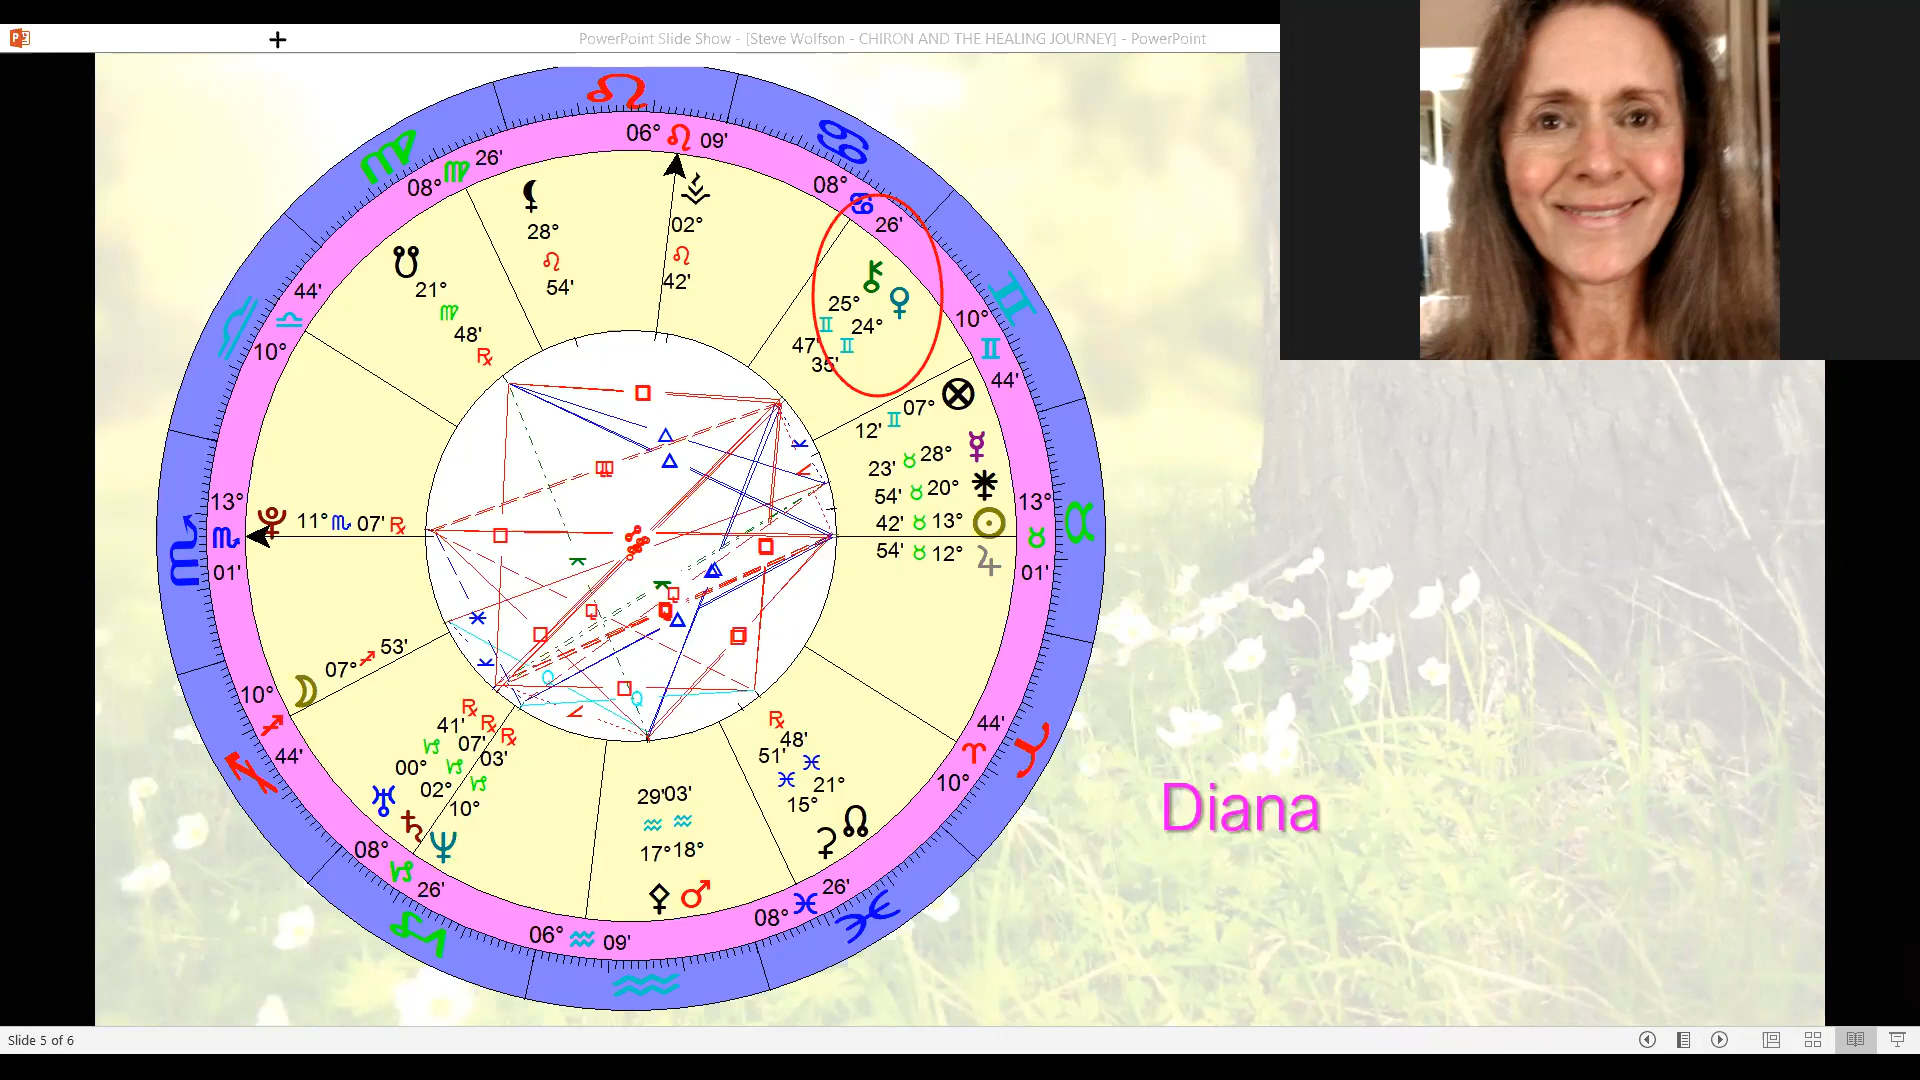 PowerPoint Slide Show - [Steve Wolfson - CHIRON AND THE HEALING JOURNEY] - PowerPoint
06° ♌ 09'
08° ♍ 26'
08° ♋ 26'
02° ♌ 42'
28° ♌ 54'
21° ♍ 48' ℞
44' ♎ 10°
25° ♊ 47'
24° ♊ 35'
10° ♊ 44'
07° ♊ 12'
28° ♉ 23'
20° ♉ 54'
13° ♉ 42'
12° ♉ 54'
13° ♏ 01'
11° ♏ 07' ℞
13° ♉ 01'
07° ♐ 53'
10° ♐ 44'
00° ♑ 41' ℞
02° ♑ 07' ℞
10° ♑ 03' ℞
08° ♑ 26'
29' 03'
♒ ♒
17° 18°
06° ♒ 09'
15° ♓ 51'
21° ♓ 48' ℞
08° ♓ 26'
44' ♈ 10°
Diana
Slide 5 of 6